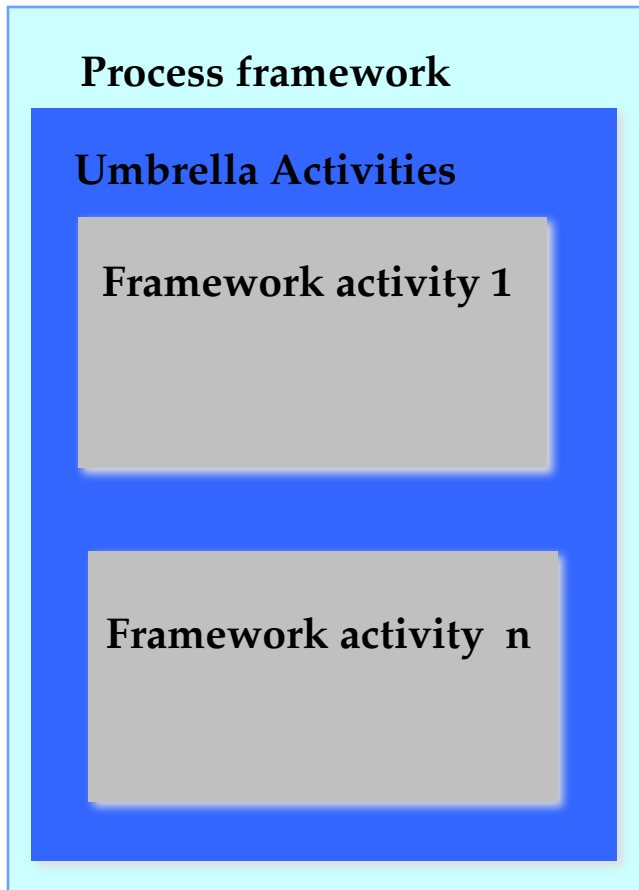 Process framework
Umbrella Activities
Framework activity 1
Framework activity n